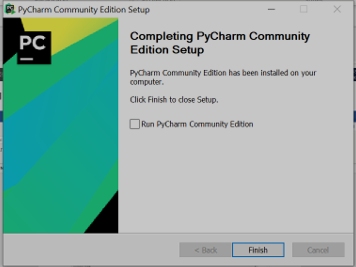 PyCharm Community Edition Setup
PC
Completing PyCharm Community
Edition Setup
PyCharm Community Edition has been installed on your
computer.
Click Finish to close Setup.
Run PyCharm Community Edition
< Back
Finish
Cancel